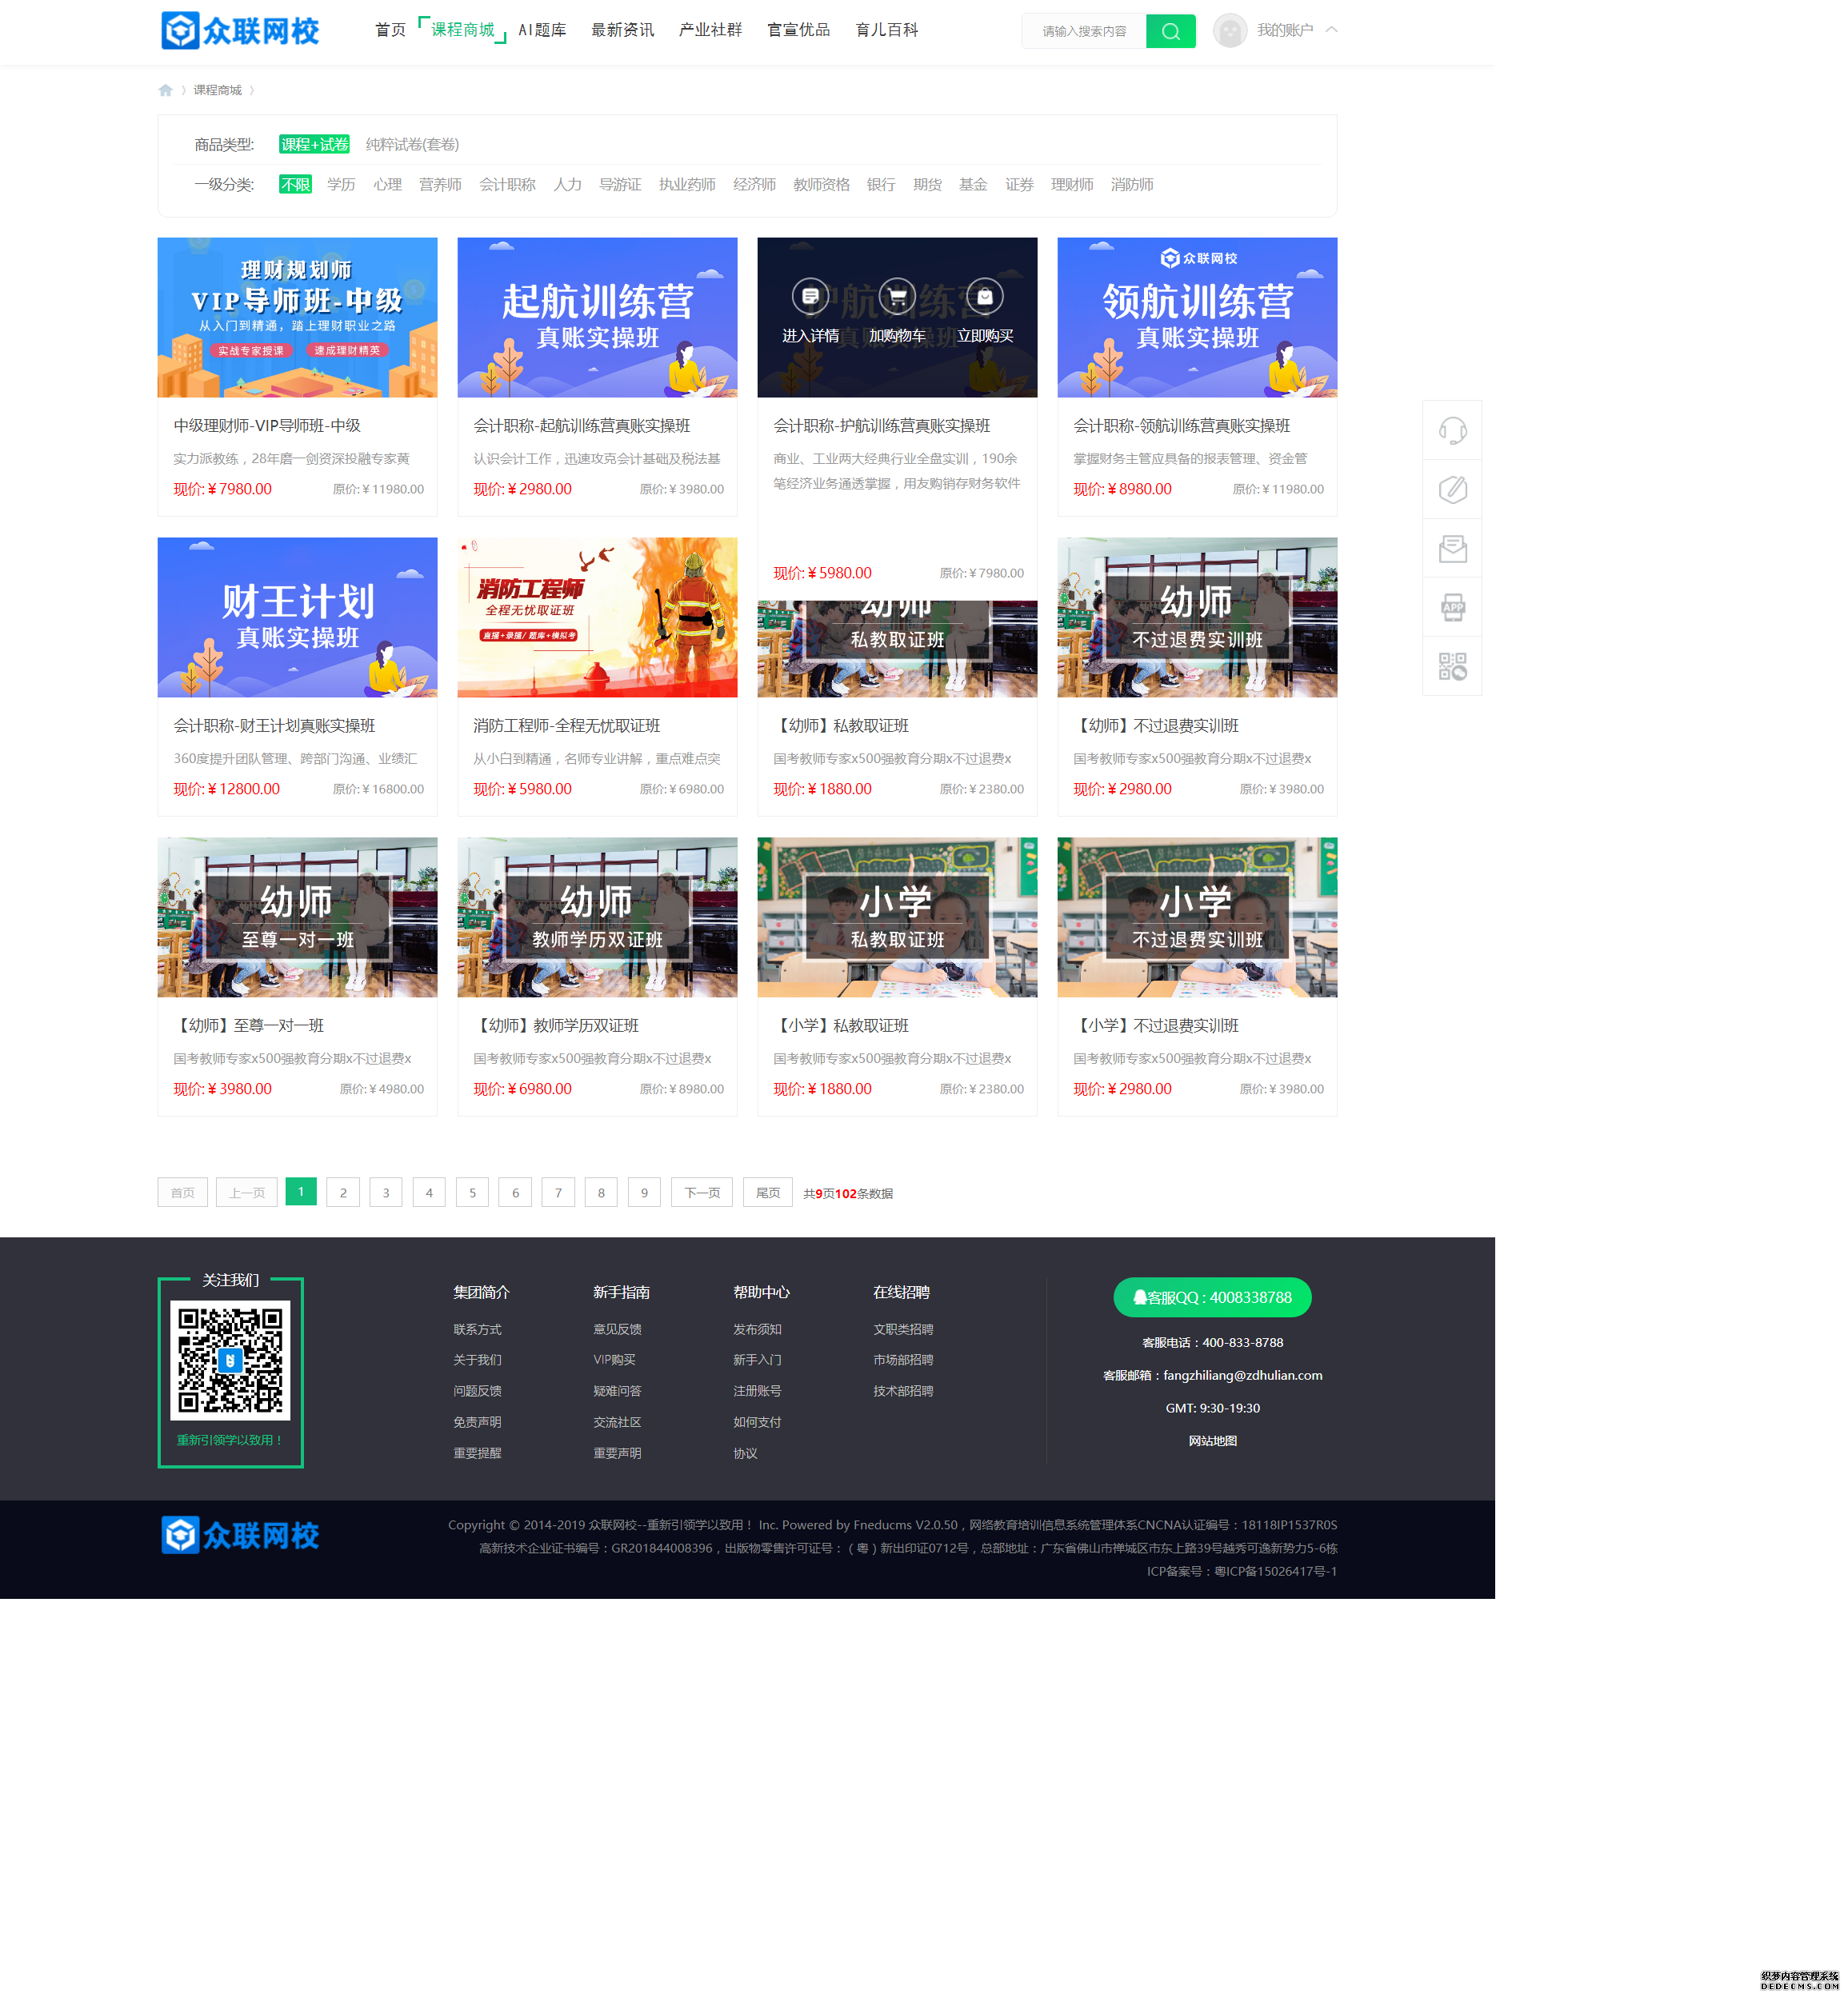 众联网校
首页 课程商城 AI题库 最新资讯 产业社群 官宣优品 育儿百科
请输入搜索内容
我的账户
课程商城
商品类型: 课程+试卷 纯粹试卷(套卷)
一级分类: 不限 学历 心理 营养师 会计职称 人力 导游证 执业药师 经济师 教师资格 银行 期货 基金 证券 理财师 消防师
理财规划师
VIP导师班-中级
从入门到精通，踏上理财职业之路
实战专家授课 速成理财精英
中级理财师-VIP导师班-中级
实力派教练，28年磨一剑资深投融专家黄
现价:￥7980.00 原价:￥11980.00
起航训练营
真账实操班
会计职称-起航训练营真账实操班
认识会计工作，迅速攻克会计基础及税法基
现价:￥2980.00 原价:￥3980.00
护航训练营
真账实操班
进入详情 加购物车 立即购买
会计职称-护航训练营真账实操班
商业、工业两大经典行业全盘实训，190余
笔经济业务通透掌握，用友购销存财务软件
现价:￥5980.00 原价:￥7980.00
众联网校
领航训练营
真账实操班
会计职称-领航训练营真账实操班
掌握财务主管应具备的报表管理、资金管
现价:￥8980.00 原价:￥11980.00
财王计划
真账实操班
会计职称-财王计划真账实操班
360度提升团队管理、跨部门沟通、业绩汇
现价:￥12800.00 原价:￥16800.00
消防工程师
全程无忧取证班
直播+录播/题库+模拟考
消防工程师-全程无忧取证班
从小白到精通，名师专业讲解，重点难点突
现价:￥5980.00 原价:￥6980.00
幼师
私教取证班
【幼师】私教取证班
国考教师专家x500强教育分期x不过退费x
现价:￥1880.00 原价:￥2380.00
幼师
不过退费实训班
【幼师】不过退费实训班
国考教师专家x500强教育分期x不过退费x
现价:￥2980.00 原价:￥3980.00
幼师
至尊一对一班
【幼师】至尊一对一班
国考教师专家x500强教育分期x不过退费x
现价:￥3980.00 原价:￥4980.00
幼师
教师学历双证班
【幼师】教师学历双证班
国考教师专家x500强教育分期x不过退费x
现价:￥6980.00 原价:￥8980.00
小学
私教取证班
【小学】私教取证班
国考教师专家x500强教育分期x不过退费x
现价:￥1880.00 原价:￥2380.00
小学
不过退费实训班
【小学】不过退费实训班
国考教师专家x500强教育分期x不过退费x
现价:￥2980.00 原价:￥3980.00
APP
首页 上一页 1 2 3 4 5 6 7 8 9 下一页 尾页 共9页102条数据
关注我们
重新引领学以致用！
集团简介
联系方式
关于我们
问题反馈
免责声明
重要提醒
新手指南
意见反馈
VIP购买
疑难问答
交流社区
重要声明
帮助中心
发布须知
新手入门
注册账号
如何支付
协议
在线招聘
文职类招聘
市场部招聘
技术部招聘
客服QQ : 4008338788
客服电话：400-833-8788
客服邮箱：fangzhiliang@zdhulian.com
GMT: 9:30-19:30
网站地图
众联网校
Copyright © 2014-2019 众联网校--重新引领学以致用！ Inc. Powered by Fneducms V2.0.50，网络教育培训信息系统管理体系CNCNA认证编号：18118IP1537R0S
高新技术企业证书编号：GR201844008396，出版物零售许可证号：（粤）新出印证0712号，总部地址：广东省佛山市禅城区市东上路39号越秀可逸新势力5-6栋
ICP备案号：粤ICP备15026417号-1
织梦内容管理系统
DEDECMS.COM